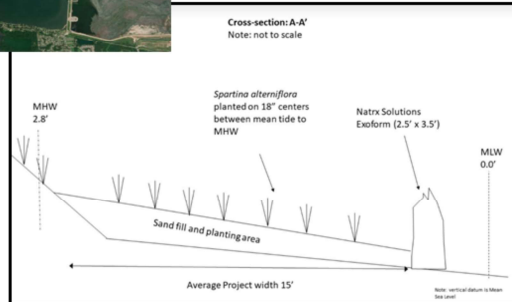 Cross-section: A-A'
Note: not to scale
MHW
2.8'
Spartina alterniflora
planted on 18" centers
between mean tide to
MHW
Natrx Solutions
Exoform (2.5' x 3.5')
MLW
0.0'
Sand fill and planting area
Average Project width 15'
Note: vertical datum is Mean
Sea Level